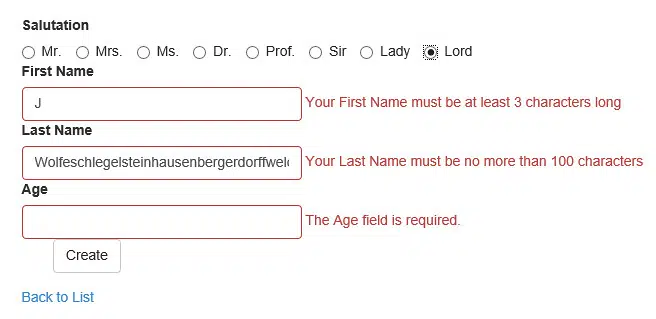 Salutation
Mr. Mrs. Ms. Dr. Prof. Sir Lady Lord
First Name
J Your First Name must be at least 3 characters long
Last Name
Wolfeschlegelsteinhausenbergerdorffwel Your Last Name must be no more than 100 characters
Age
The Age field is required.
Create
Back to List